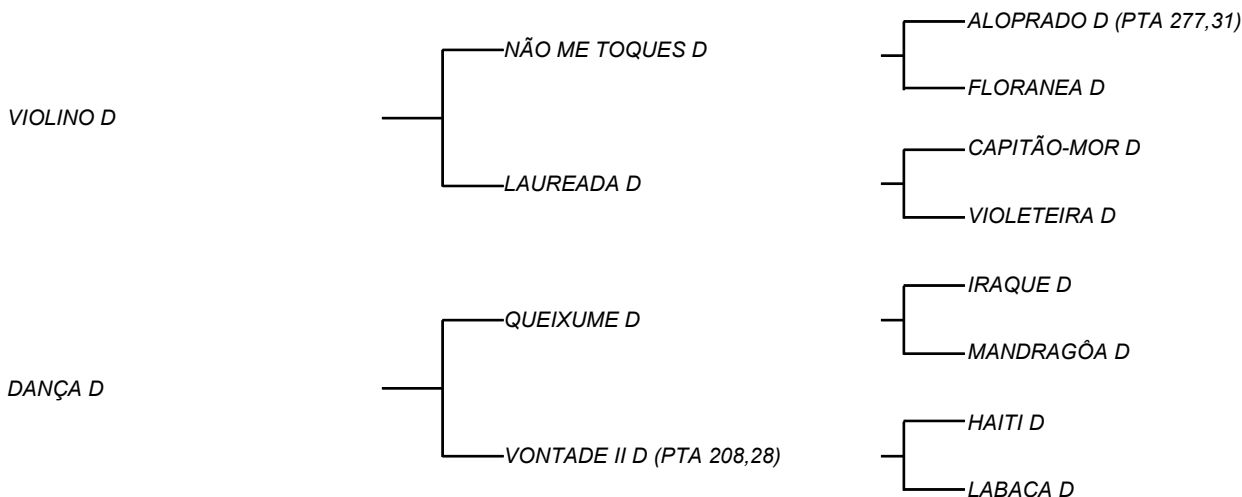 ALOPRADO D (PTA 277,31)
NÃO ME TOQUES D
FLORANEA D
VIOLINO D
CAPITÃO-MOR D
LAUREADA D
VIOLETEIRA D
IRAQUE D
QUEIXUME D
MANDRAGÔA D
DANÇA D
HAITI D
VONTADE II D (PTA 208,28)
LABACA D